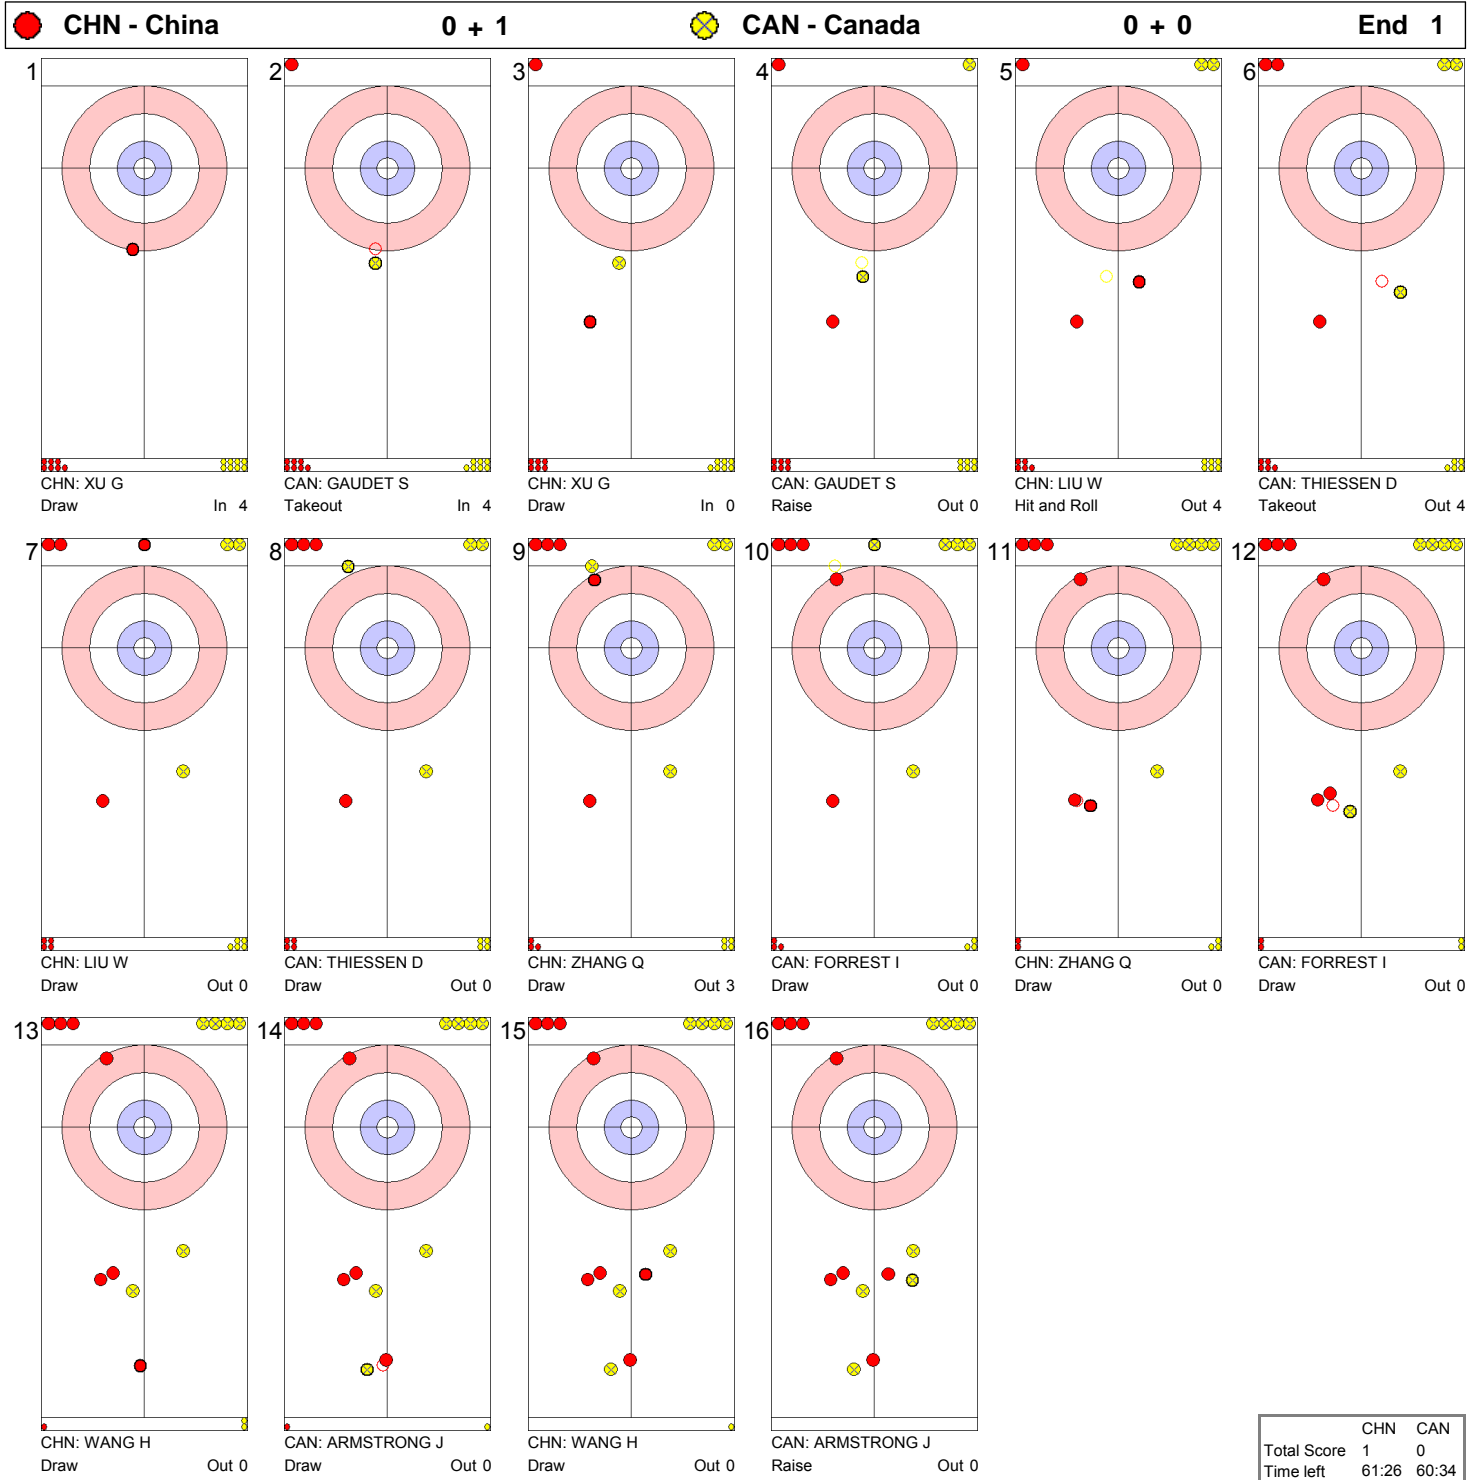 CHN - China 0 + 1 CAN - Canada 0 + 0 End 1
1 2 3 4 5 6
CHN: XU G CAN: GAUDET S CHN: XU G CAN: GAUDET S CHN: LIU W CAN: THIESSEN D
Draw In 4 Takeout In 4 Draw In 0 Raise Out 0 Hit and Roll Out 4 Takeout Out 4
7 8 9 10 11 12
CHN: LIU W CAN: THIESSEN D CHN: ZHANG Q CAN: FORREST I CHN: ZHANG Q CAN: FORREST I
Draw Out 0 Draw Out 0 Draw Out 3 Draw Out 0 Draw Out 0 Draw Out 0
13 14 15 16
CHN: WANG H CAN: ARMSTRONG J CHN: WANG H CAN: ARMSTRONG J
Draw Out 0 Draw Out 0 Draw Out 0 Raise Out 0
CHN CAN
Total Score 1 0
Time left 61:26 60:34